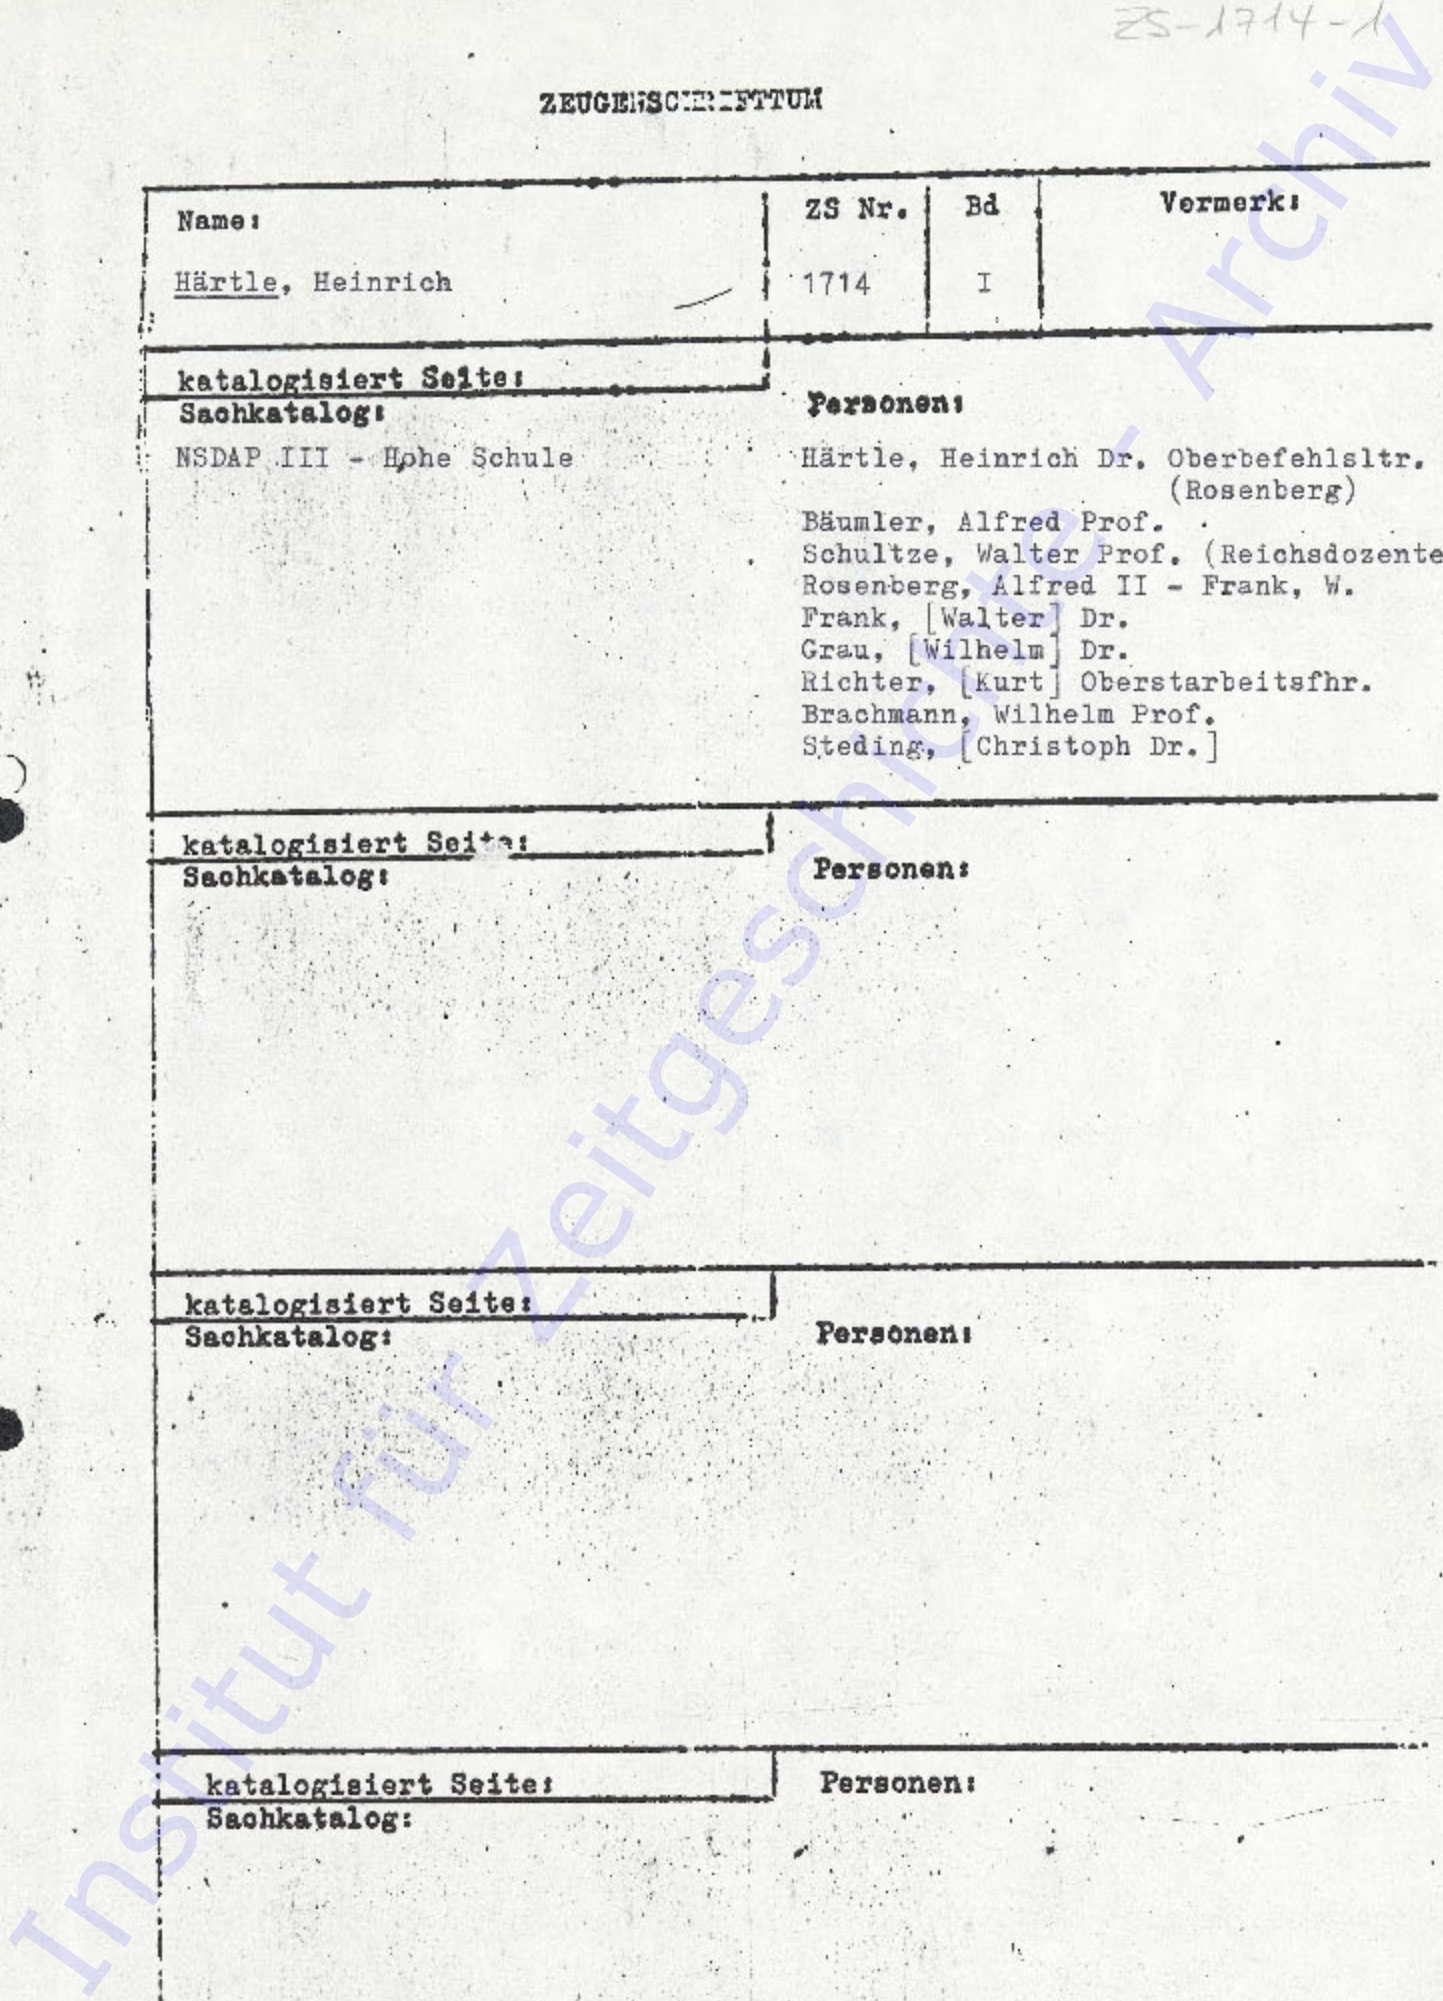 ZS-1714-1
ZEUGENSCHRIFTTUM
Name: ZS Nr. Bd Vermerk:
Härtle, Heinrich 1714 I
katalogisiert Seite:
Sachkatalog: Personen:
NSDAP III - Hohe Schule Härtle, Heinrich Dr. Oberbefehlsltr.
(Rosenberg)
Bäumler, Alfred Prof.
Schultze, Walter Prof. (Reichsdozente
Rosenberg, Alfred II - Frank, W.
Frank, [Walter] Dr.
Grau, [Wilhelm] Dr.
Richter, [Kurt] Oberstarbeitsfhr.
Brachmann, Wilhelm Prof.
Steding, [Christoph Dr.]
katalogisiert Seite:
Sachkatalog: Personen:
katalogisiert Seite:
Sachkatalog: Personen:
katalogisiert Seite: Personen:
Sachkatalog:
Institut für Zeitgeschichte - Archiv